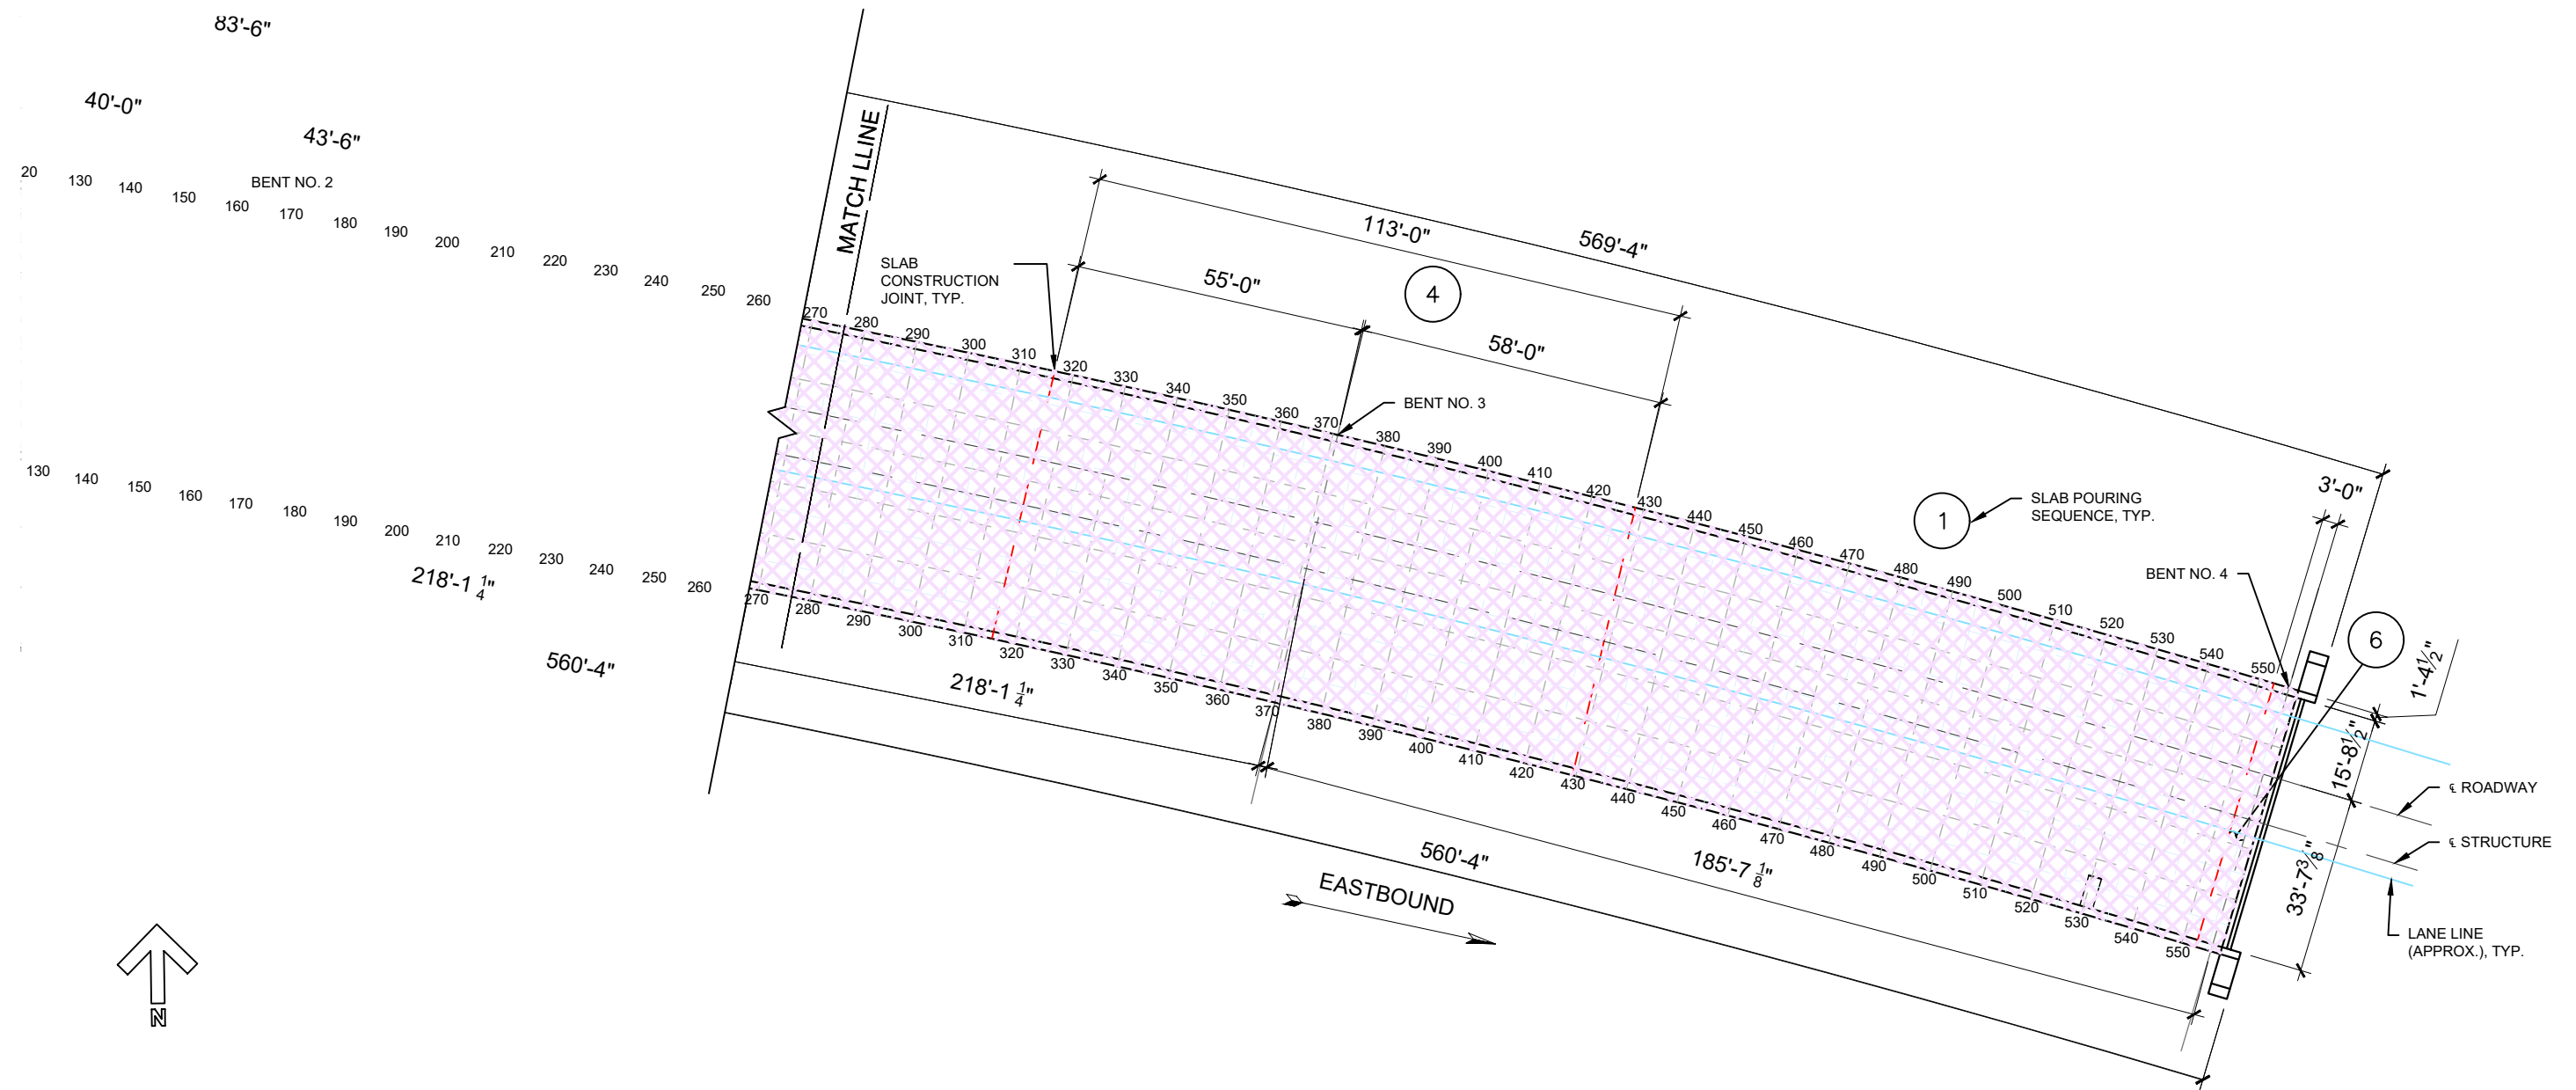 83'-6"
40'-0"
43'-6"
BENT NO. 2
20 130 140 150 160 170 180 190 200 210 220 230 240 250 260
130 140 150 160 170 180 190 200 210 220 230 240 250 260
218'-1 1/4"
560'-4"
MATCH LLINE
SLAB
CONSTRUCTION
JOINT, TYP.
113'-0"
569'-4"
55'-0"
4
58'-0"
BENT NO. 3
270 280 290 300 310 320 330 340 350 360 370 380 390 400 410 420 430 440 450 460 470 480 490 500 510 520 530 540 550
1
SLAB POURING
SEQUENCE, TYP.
3'-0"
BENT NO. 4
6
1'-4 1/2"
15'-8 1/2"
33'-7 3/8"
℄ ROADWAY
℄ STRUCTURE
LANE LINE
(APPROX.), TYP.
270 280 290 300 310 320 330 340 350 360 370 380 390 400 410 420 430 440 450 460 470 480 490 500 510 520 530 540 550
218'-1 1/4"
185'-7 1/8"
560'-4"
EASTBOUND
N